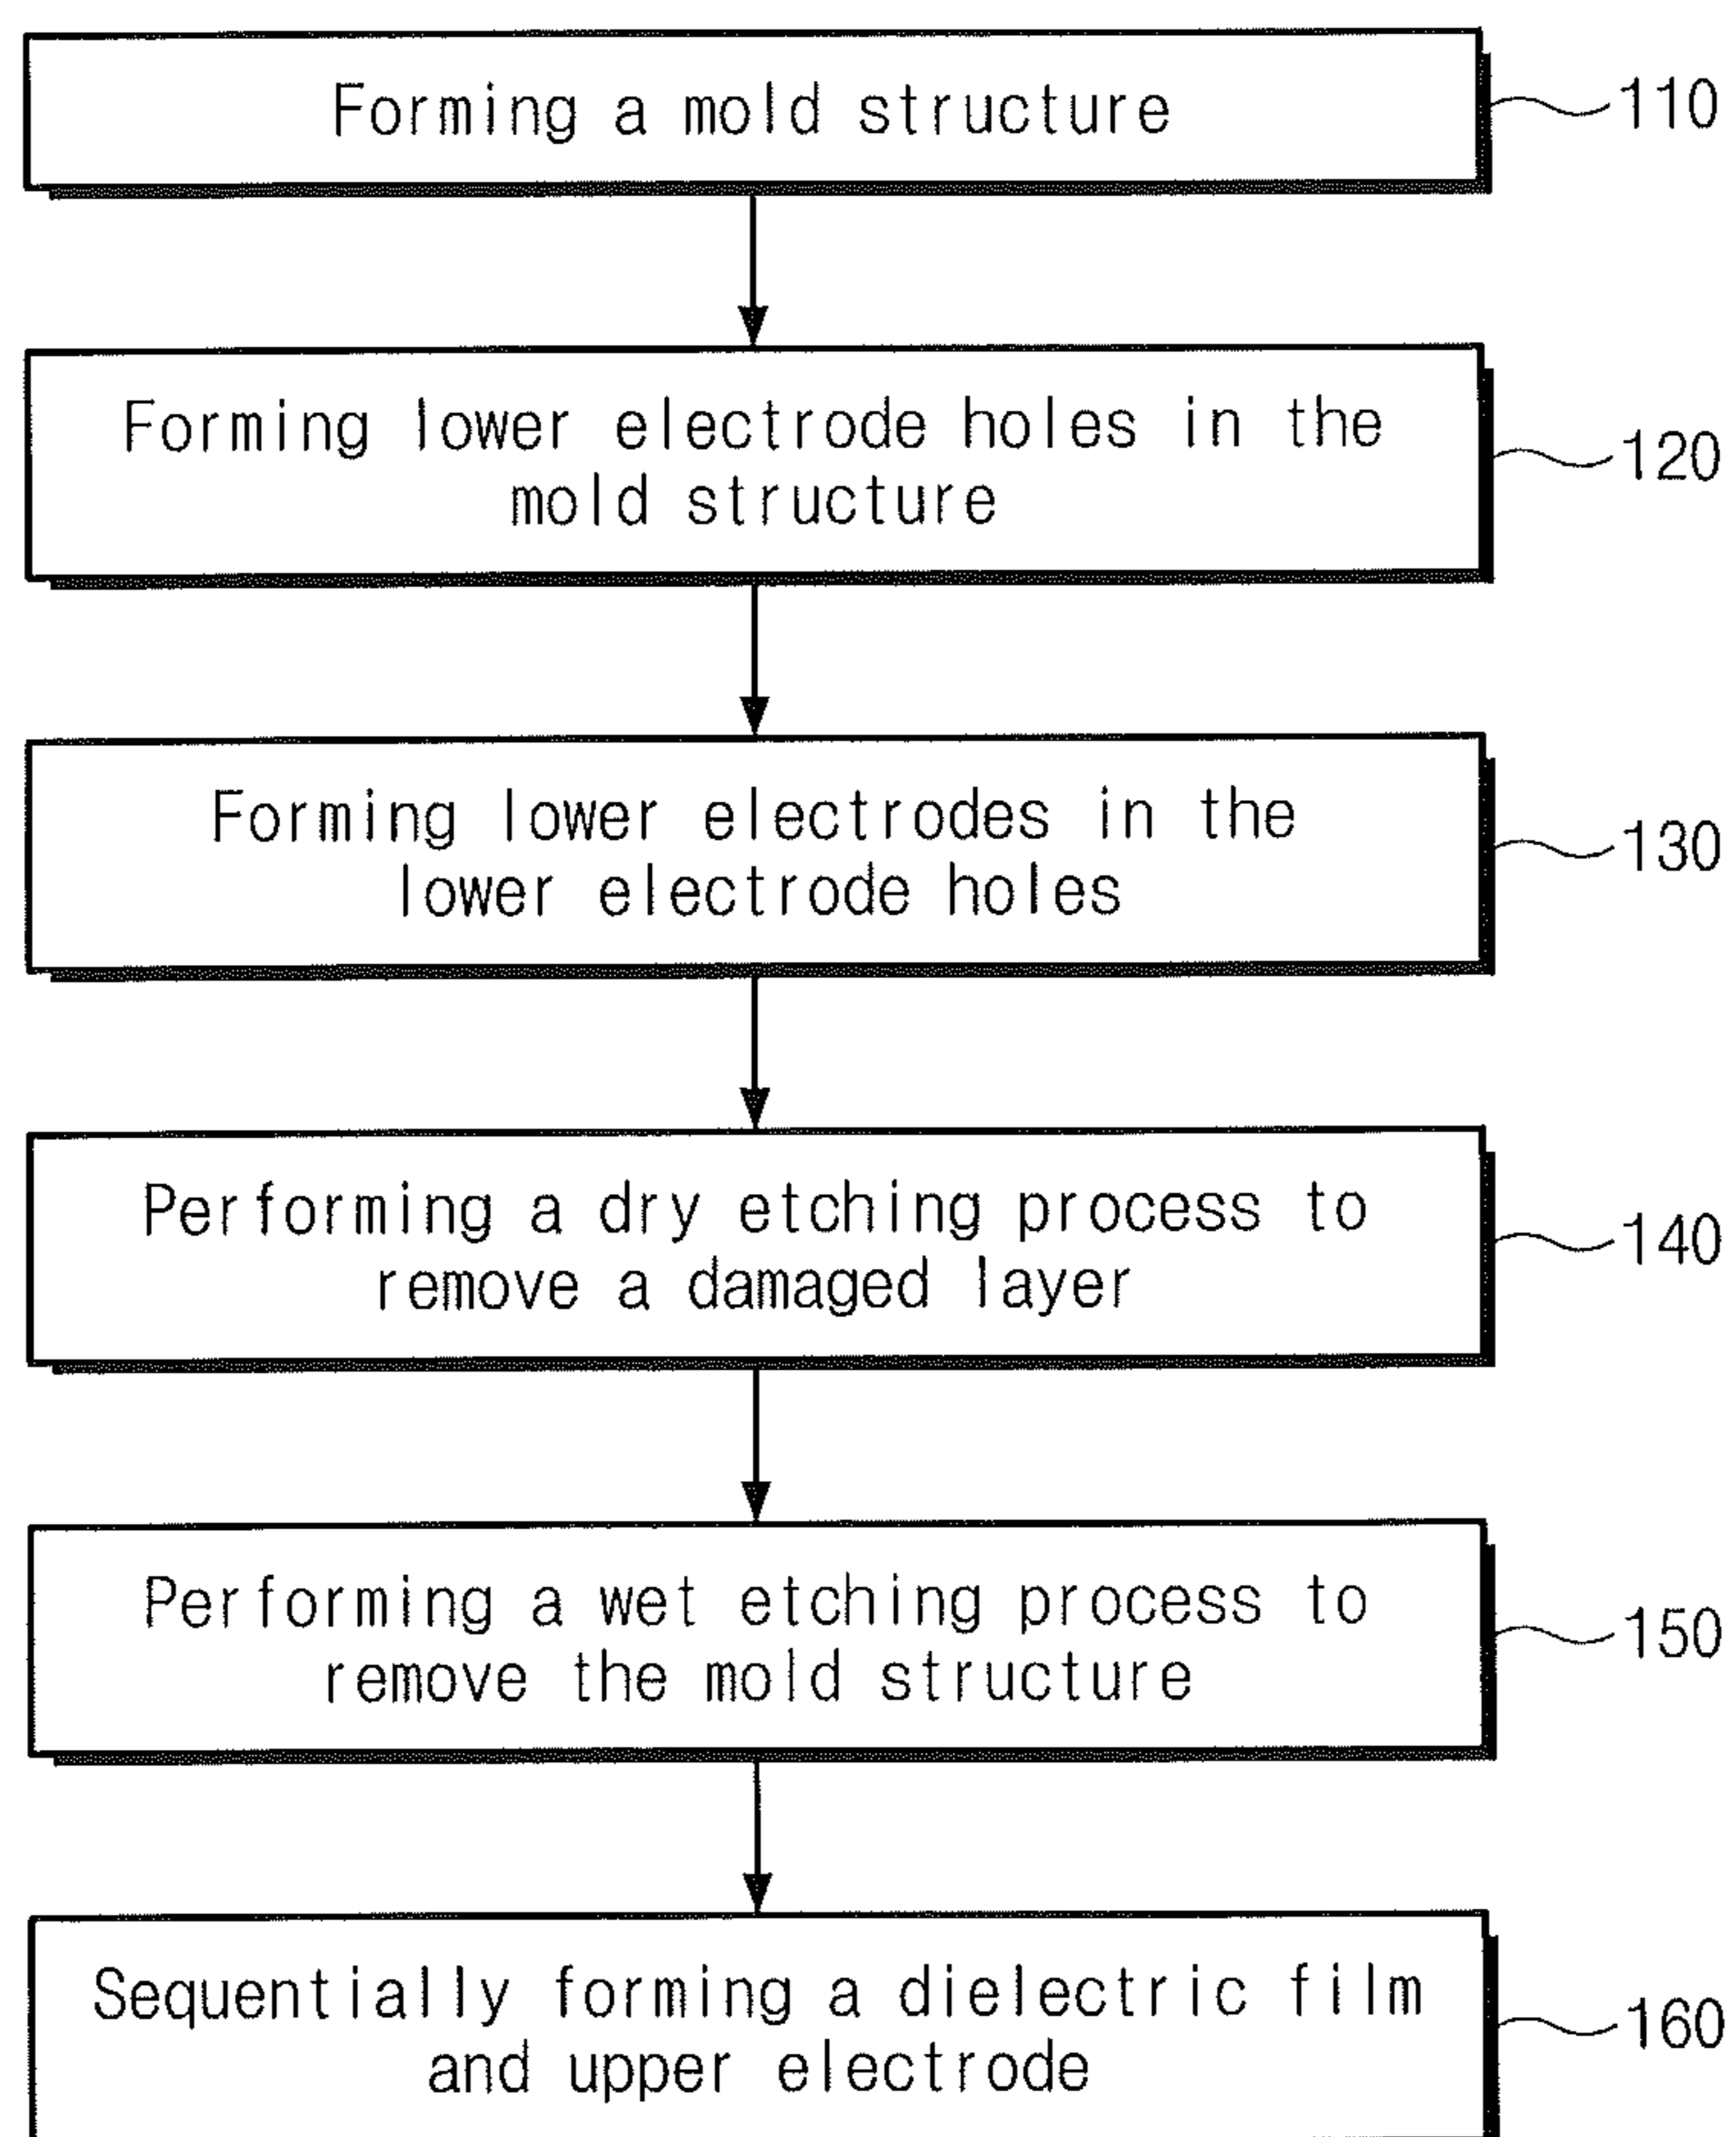 Forming a mold structure
110
Forming lower electrode holes in the
mold structure
120
Forming lower electrodes in the
lower electrode holes
130
Performing a dry etching process to
remove a damaged layer
140
Performing a wet etching process to
remove the mold structure
150
Sequentially forming a dielectric film
and upper electrode
160